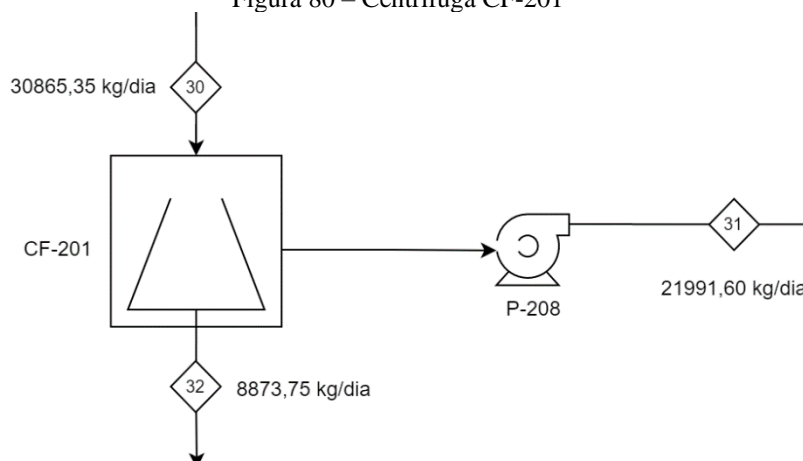 Figura 80 – Centrífuga CF-201
30865,35 kg/dia
30
CF-201
31
21991,60 kg/dia
P-208
32
8873,75 kg/dia